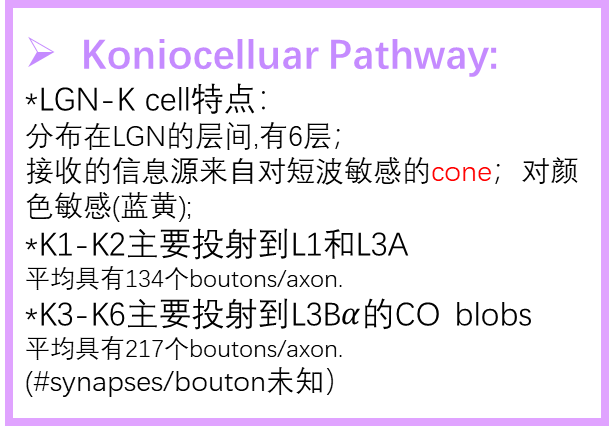 ➢ Koniocelluar Pathway:
*LGN-K cell特点：
分布在LGN的层间,有6层；
接收的信息源来自对短波敏感的cone；对颜
色敏感(蓝黄);
*K1-K2主要投射到L1和L3A
平均具有134个boutons/axon.
*K3-K6主要投射到L3Bα的CO blobs
平均具有217个boutons/axon.
(#synapses/bouton未知）